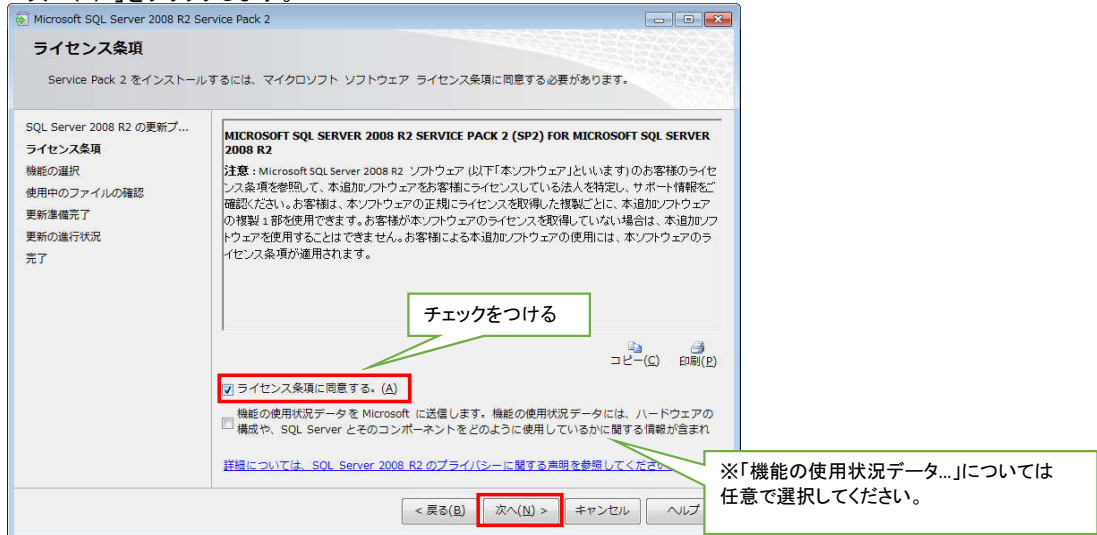 Microsoft SQL Server 2008 R2 Service Pack 2
ライセンス条項
Service Pack 2 をインストールするには、マイクロソフト ソフトウェア ライセンス条項に同意する必要があります。
SQL Server 2008 R2 の更新プ...
ライセンス条項
機能の選択
使用中のファイルの確認
更新準備完了
更新の進行状況
完了
MICROSOFT SQL SERVER 2008 R2 SERVICE PACK 2 (SP2) FOR MICROSOFT SQL SERVER
2008 R2
注意 : Microsoft SQL Server 2008 R2 ソフトウェア (以下「本ソフトウェア」といいます) のお客様のライセ
ンス条項を参照して、本追加ソフトウェアをお客様にライセンスしている法人を特定し、サポート情報をご
確認ください。お客様は、本ソフトウェアの正規にライセンスを取得した複製ごとに、本追加ソフトウェア
の複製 1 部を使用できます。お客様が本ソフトウェアのライセンスを取得していない場合は、本追加ソフ
トウェアを使用することはできません。お客様による本追加ソフトウェアの使用には、本ソフトウェアのラ
イセンス条項が適用されます。
チェックをつける
コピー(C) 印刷(P)
ライセンス条項に同意する。(A)
機能の使用状況データを Microsoft に送信します。機能の使用状況データには、ハードウェアの
構成や、SQL Server とそのコンポーネントをどのように使用しているかに関する情報が含まれ
詳細については、SQL Server 2008 R2 のプライバシーに関する声明を参照してくださ
※「機能の使用状況データ...」については
任意で選択してください。
< 戻る(B) 次へ(N) > キャンセル ヘルプ